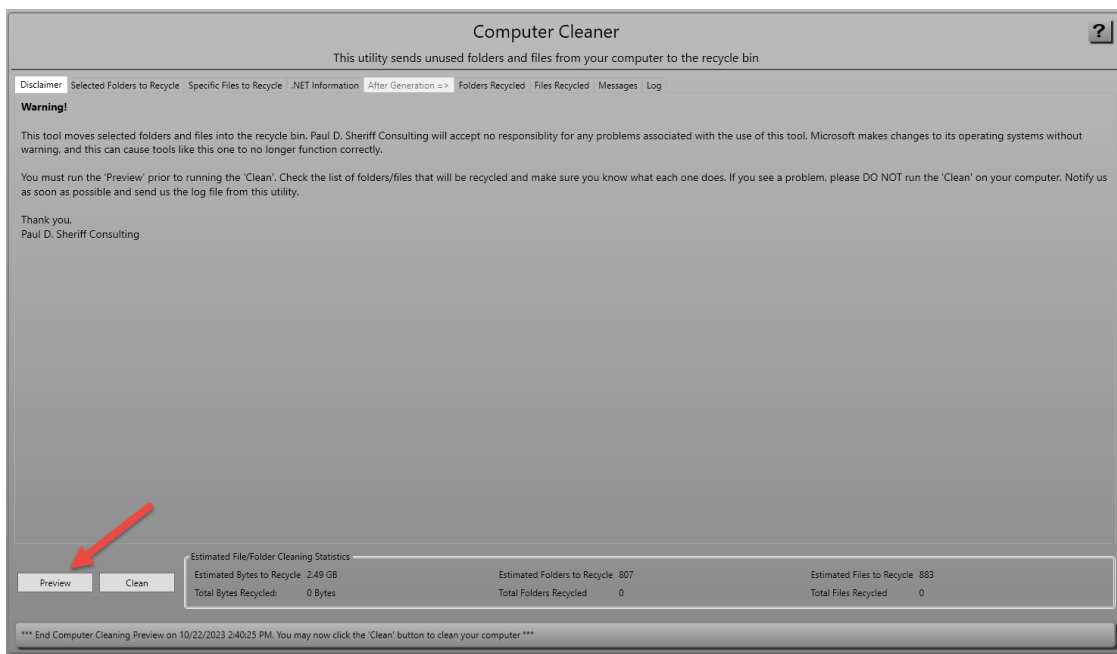 Computer Cleaner
?
This utility sends unused folders and files from your computer to the recycle bin
Disclaimer Selected Folders to Recycle Specific Files to Recycle .NET Information After Generation => Folders Recycled Files Recycled Messages Log
Warning!
This tool moves selected folders and files into the recycle bin. Paul D. Sheriff Consulting will accept no responsiblity for any problems associated with the use of this tool. Microsoft makes changes to its operating systems without
warning, and this can cause tools like this one to no longer function correctly.
You must run the 'Preview' prior to running the 'Clean'. Check the list of folders/files that will be recycled and make sure you know what each one does. If you see a problem, please DO NOT run the 'Clean' on your computer. Notify us
as soon as possible and send us the log file from this utility.
Thank you,
Paul D. Sheriff Consulting
Estimated File/Folder Cleaning Statistics
Preview Clean
Estimated Bytes to Recycle 2.49 GB Estimated Folders to Recycle 807 Estimated Files to Recycle 883
Total Bytes Recycled: 0 Bytes Total Folders Recycled 0 Total Files Recycled 0
*** End Computer Cleaning Preview on 10/22/2023 2:40:25 PM. You may now click the 'Clean' button to clean your computer ***